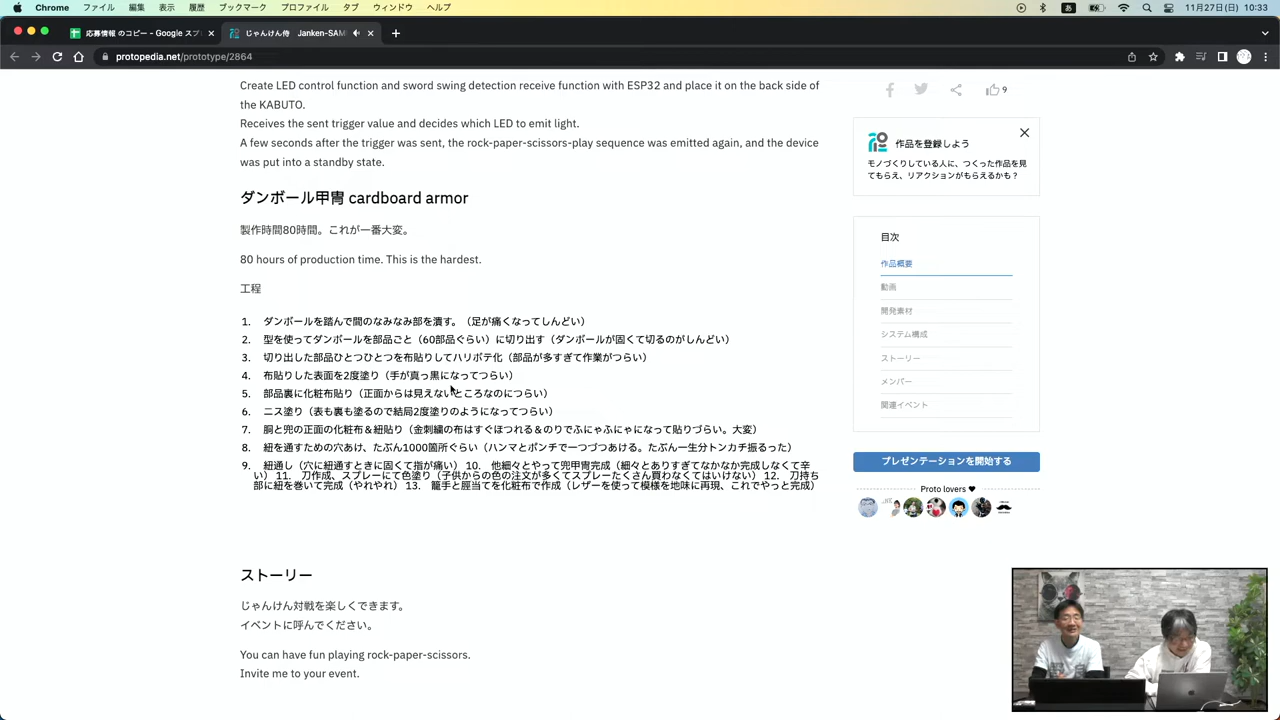 Chrome ファイル 編集 表示 履歴 ブックマーク プロファイル タブ ウィンドウ ヘルプ
あ 11月27日(日) 10:33
応募情報 のコピー - Google スプ
じゃんけん侍 Janken-SAM
protopedia.net/prototype/2864
Create LED control function and sword swing detection receive function with ESP32 and place it on the back side of
the KABUTO.
Receives the sent trigger value and decides which LED to emit light.
A few seconds after the trigger was sent, the rock-paper-scissors-play sequence was emitted again, and the device
was put into a standby state.
ダンボール甲冑 cardboard armor
製作時間80時間。これが一番大変。
80 hours of production time. This is the hardest.
工程
1. ダンボールを踏んで間のなみなみ部を潰す。（足が痛くなってしんどい）
2. 型を使ってダンボールを部品ごと（60部品ぐらい）に切り出す（ダンボールが固くて切るのがしんどい）
3. 切り出した部品ひとつひとつを布貼りしてハリボテ化（部品が多すぎて作業がつらい）
4. 布貼りした表面を2度塗り（手が真っ黒になってつらい）
5. 部品裏に化粧布貼り（正面からは見えないところなのにつらい）
6. ニス塗り（表も裏も塗るので結局2度塗りのようになってつらい）
7. 胴と兜の正面の化粧布＆紐貼り（金刺繍の布はすぐほつれる＆のりでふにゃふにゃになって貼りづらい。大変）
8. 紐を通すための穴あけ、たぶん1000箇所ぐらい（ハンマとポンチで一つづつあける。たぶん一生分トンカチ振るった）
9. 紐通し（穴に紐通すときに固くて指が痛い） 10. 他細々とやって兜甲冑完成（細々とありすぎてなかなか完成しなくて辛
い） 11. 刀作成、スプレーにて色塗り（子供からの色の注文が多くてスプレーたくさん買わなくてはいけない） 12. 刀持ち
部に紐を巻いて完成（やれやれ） 13. 籠手と脛当てを化粧布で作成（レザーを使って模様を地味に再現、これでやっと完成）
ストーリー
じゃんけん対戦を楽しくできます。
イベントに呼んでください。
You can have fun playing rock-paper-scissors.
Invite me to your event.
9
作品を登録しよう
モノづくりしている人に、つくった作品を見
てもらえ、リアクションがもらえるかも？
目次
作品概要
動画
開発素材
システム構成
ストーリー
メンバー
関連イベント
プレゼンテーションを開始する
Proto lovers ♥